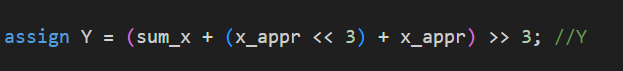 assign Y = (sum_x + (x_appr << 3) + x_appr) >> 3; //Y